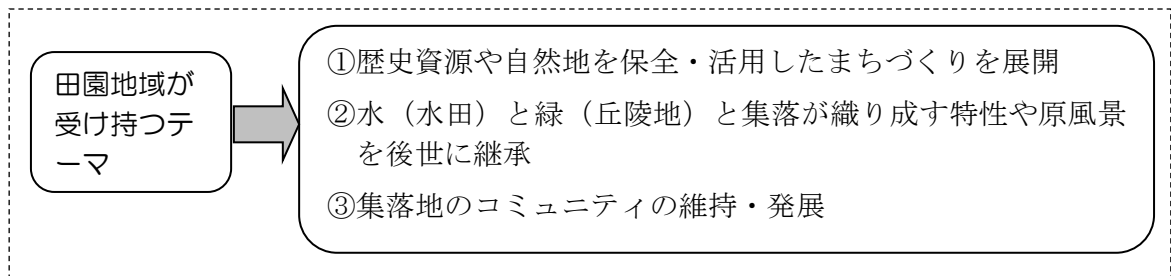 田園地域が
受け持つテ
ーマ
①歴史資源や自然地を保全・活用したまちづくりを展開
②水（水田）と緑（丘陵地）と集落が織り成す特性や原風景
を後世に継承
③集落地のコミュニティの維持・発展